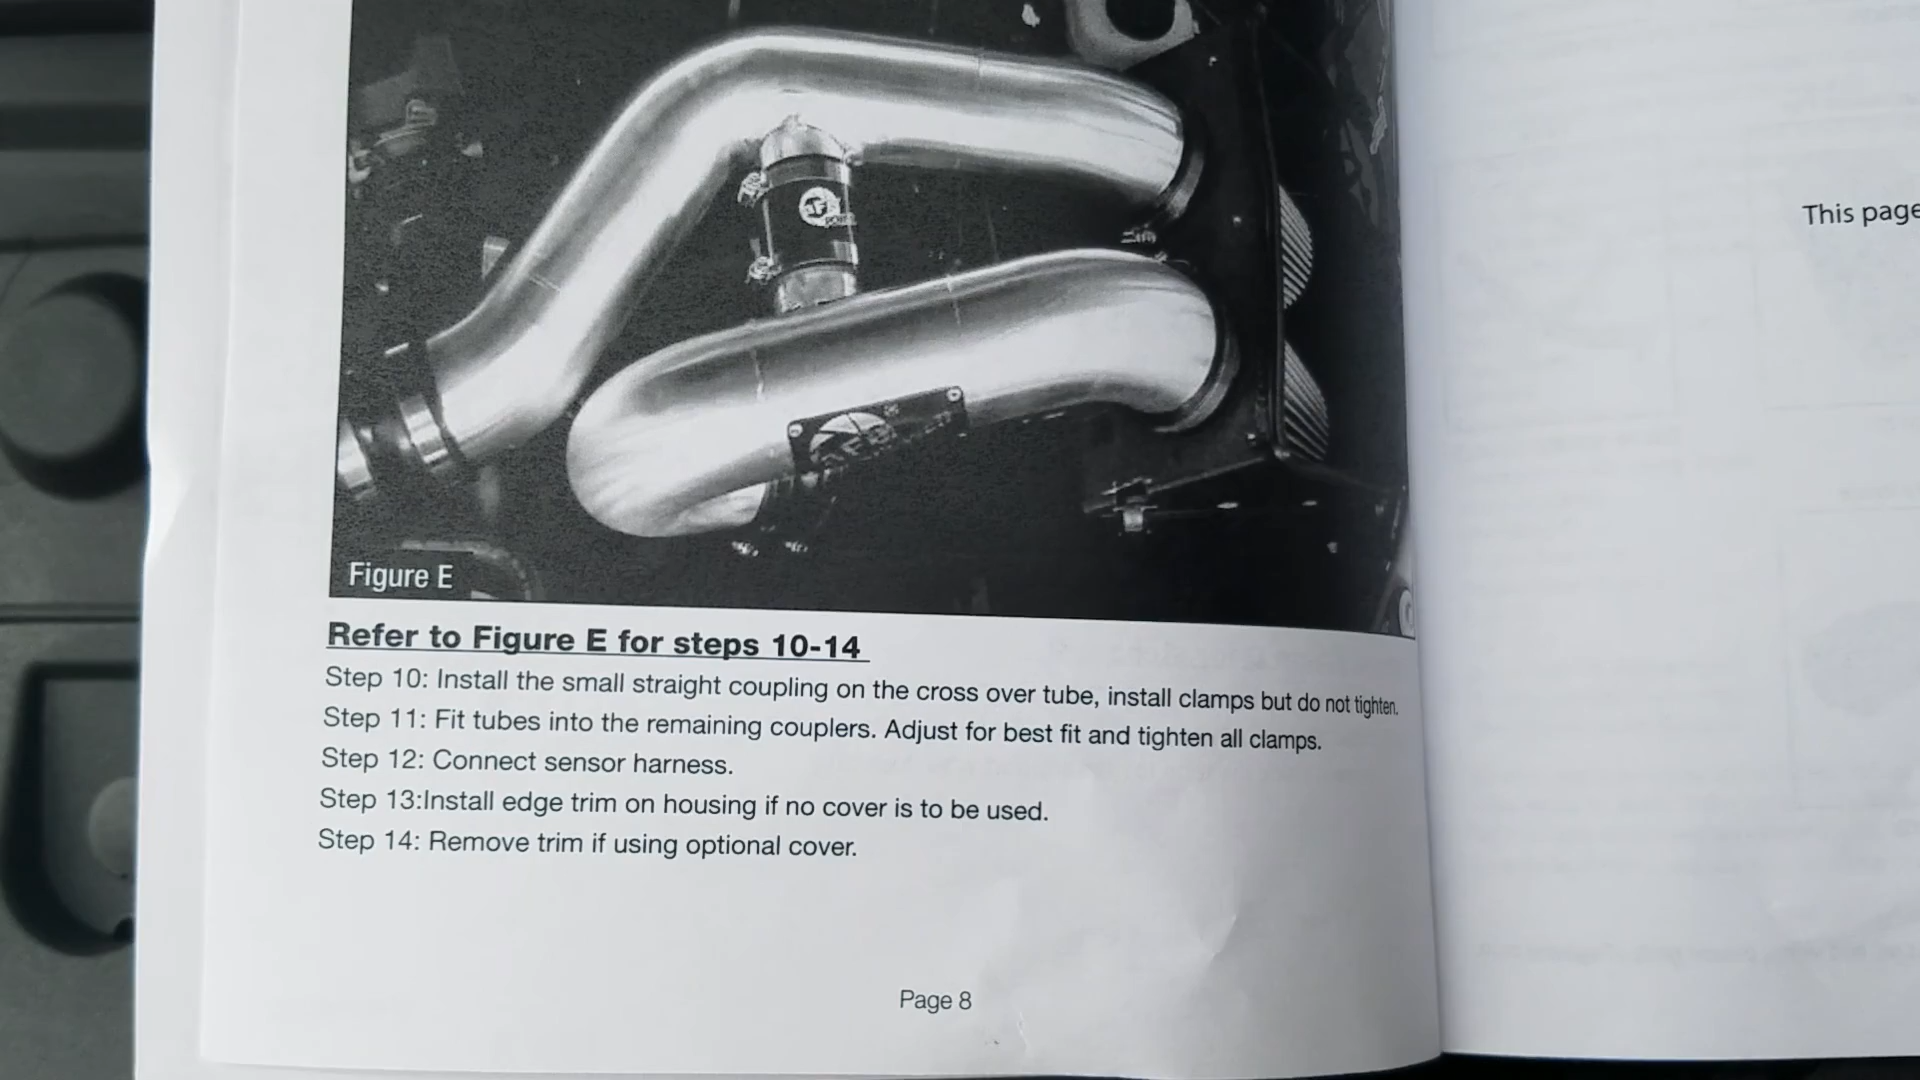 aFe
Figure E
Refer to Figure E for steps 10-14
Step 10: Install the small straight coupling on the cross over tube, install clamps but do not tighten.
Step 11: Fit tubes into the remaining couplers. Adjust for best fit and tighten all clamps.
Step 12: Connect sensor harness.
Step 13:Install edge trim on housing if no cover is to be used.
Step 14: Remove trim if using optional cover.
Page 8
This page